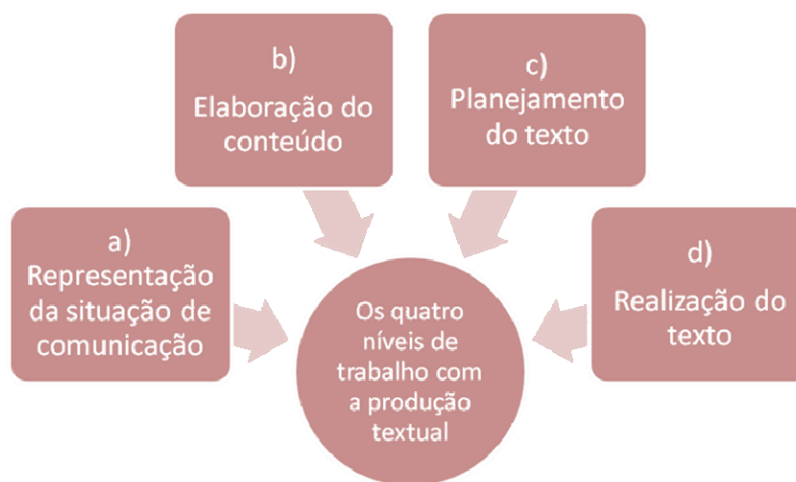 a)
Representação
da situação de
comunicação
b)
Elaboração do
conteúdo
c)
Planejamento
do texto
d)
Realização do
texto
Os quatro
níveis de
trabalho com
a produção
textual